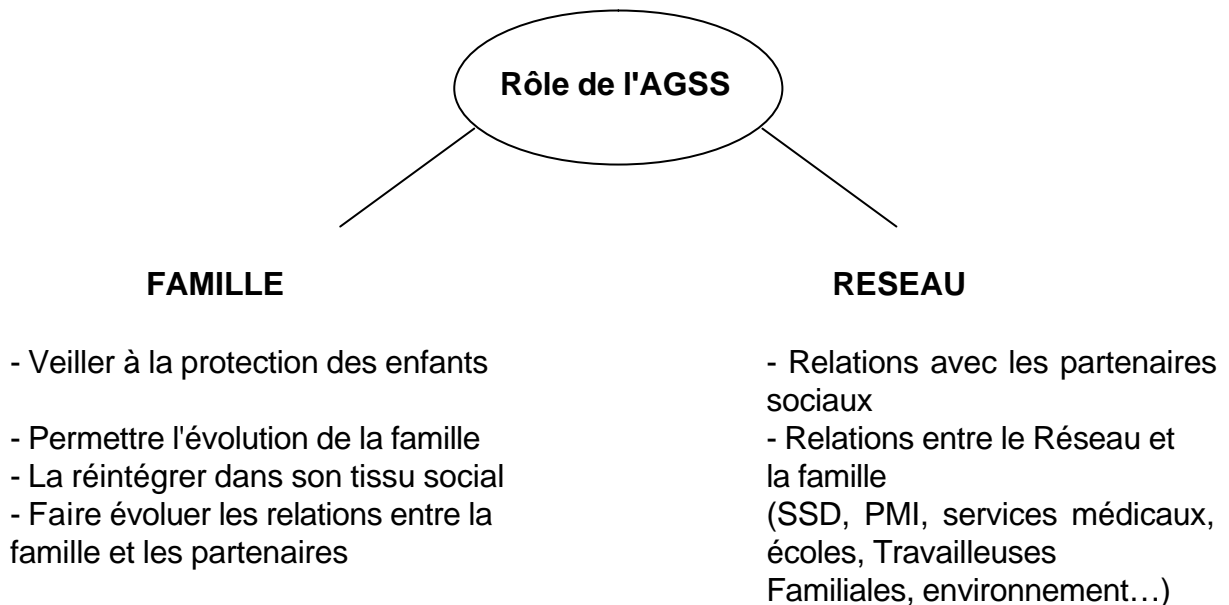 Rôle de l'AGSS
FAMILLE
- Veiller à la protection des enfants
- Permettre l'évolution de la famille
- La réintégrer dans son tissu social
- Faire évoluer les relations entre la
famille et les partenaires
RESEAU
- Relations avec les partenaires
sociaux
- Relations entre le Réseau et
la famille
(SSD, PMI, services médicaux,
écoles, Travailleuses
Familiales, environnement…)